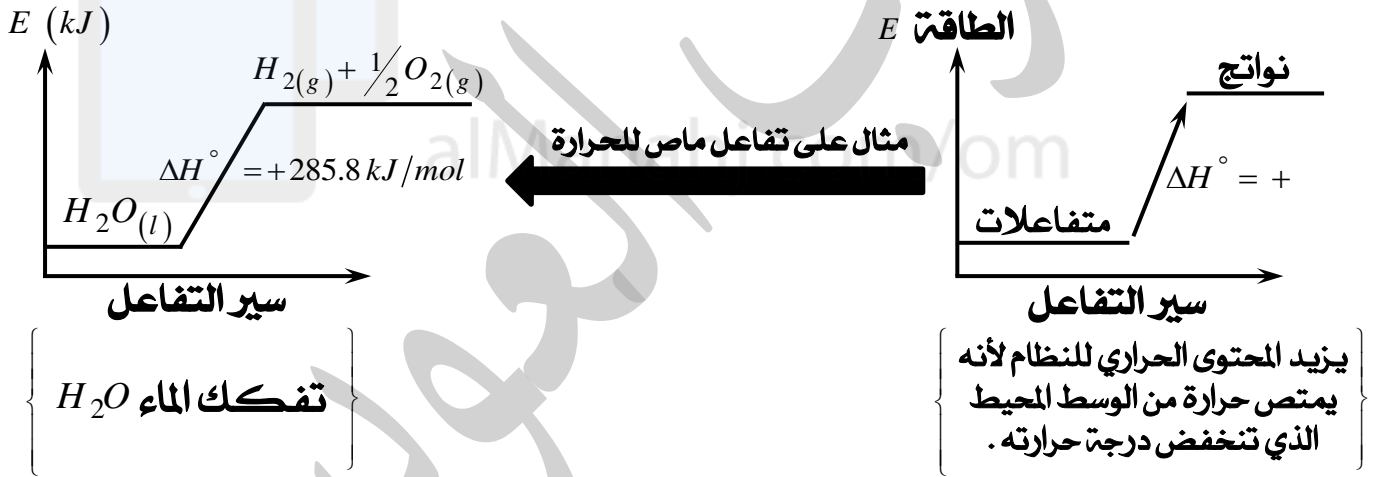 الطاقة E
نواتج
ΔH° = +
متفاعلات
سير التفاعل
يزيد المحتوى الحراري للنظام لأنه
يمتص حرارة من الوسط المحيط
الذي تنخفض درجة حرارته .
مثال على تفاعل ماص للحرارة
E (kJ)
H₂(g) + ½O₂(g)
ΔH° = +285.8 kJ/mol
H₂O(l)
سير التفاعل
تفكك الماء H₂O